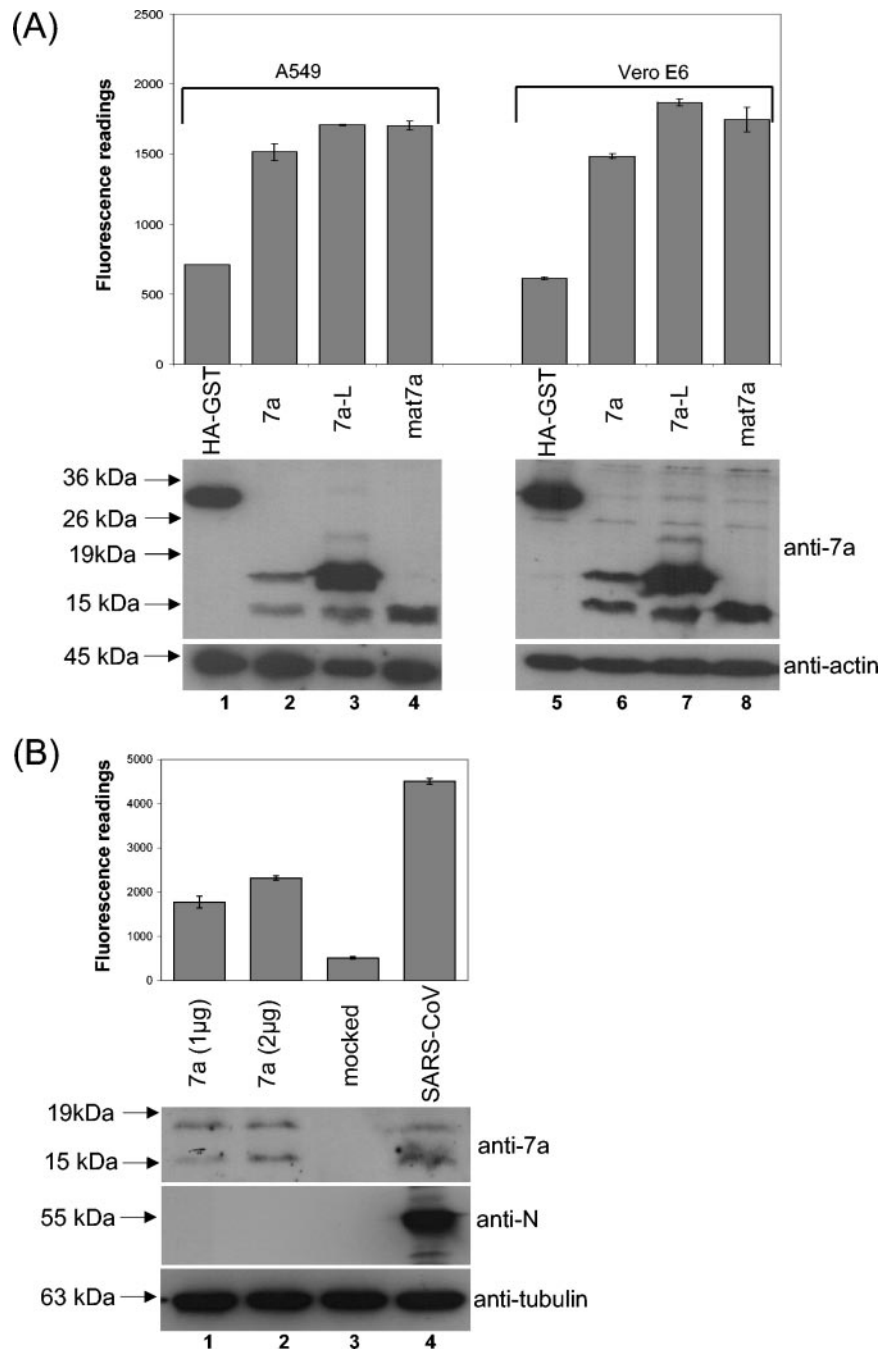 (A)
2500
2000
1500
1000
500
0
Fluorescence readings
A549
Vero E6
HA-GST
7a
7a-L
mat7a
HA-GST
7a
7a-L
mat7a
36 kDa
26 kDa
19kDa
15 kDa
anti-7a
45 kDa
anti-actin
1 2 3 4 5 6 7 8
(B)
5000
4000
3000
2000
1000
0
Fluorescence readings
7a (1µg)
7a (2µg)
mocked
SARS-CoV
19kDa
15 kDa
anti-7a
55 kDa
anti-N
63 kDa
anti-tubulin
1 2 3 4